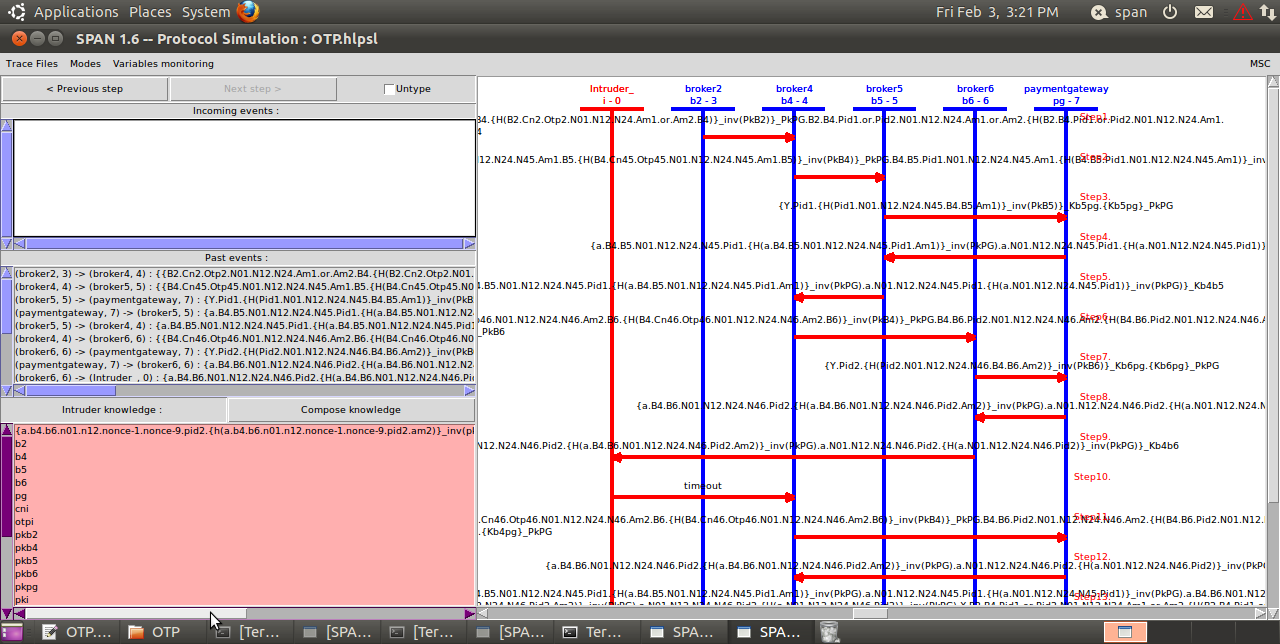 Applications Places System Fri Feb 3, 3:21 PM span
SPAN 1.6 -- Protocol Simulation : OTP.hlpsl
Trace Files Modes Variables monitoring MSC
< Previous step Next step > Untype
Incoming events :
Past events :
(broker2, 3) -> (broker4, 4) : {{B2.Cn2.Otp2.N01.N12.N24.Am1.or.Am2.B4.{H(B2.Cn2.Otp2.N01.
(broker4, 4) -> (broker5, 5) : {{B4.Cn45.Otp45.N01.N12.N24.N45.Am1.B5.{H(B4.Cn45.Otp45.N
(broker5, 5) -> (paymentgateway, 7) : {Y.Pid1.{H(Pid1.N01.N12.N24.N45.B4.B5.Am1)}_inv(PkB
(paymentgateway, 7) -> (broker5, 5) : {a.B4.B5.N01.N12.N24.N45.Pid1.{H(a.B4.B5.N01.N12.N2
(broker5, 5) -> (broker4, 4) : {a.B4.B5.N01.N12.N24.N45.Pid1.{H(a.B4.B5.N01.N12.N24.N45.Pid1
(broker4, 4) -> (broker6, 6) : {{B4.Cn46.Otp46.N01.N12.N24.N46.Am2.B6.{H(B4.Cn46.Otp46.N
(broker6, 6) -> (paymentgateway, 7) : {Y.Pid2.{H(Pid2.N01.N12.N24.N46.B4.B6.Am2)}_inv(PkB
(paymentgateway, 7) -> (broker6, 6) : {a.B4.B6.N01.N12.N24.N46.Pid2.{H(a.B4.B6.N01.N12.N2
(broker6, 6) -> (Intruder_, 0) : {a.B4.B6.N01.N12.N24.N46.Pid2.{H(a.B4.B6.N01.N12.N24.N46.Pi
Intruder knowledge : Compose knowledge
{a.b4.b6.n01.n12.nonce-1.nonce-9.pid2.{h(a.b4.b6.n01.n12.nonce-1.nonce-9.pid2.am2)}_inv(pl
b2
b4
b5
b6
pg
cni
otpi
pkb2
pkb4
pkb5
pkb6
pkpg
pki
Intruder_ broker2 broker4 broker5 broker6 paymentgateway
i - 0 b2 - 3 b4 - 4 b5 - 5 b6 - 6 pg - 7
Step1.
B4.{H(B2.Cn2.Otp2.N01.N12.N24.Am1.or.Am2.B4)}_inv(PkB2)}_PkPG.B2.B4.Pid1.or.Pid2.N01.N12.N24.Am1.or.Am2.{H(B2.B4.Pid1.or.Pid2.N01.N12.N24.Am1.
4
Step2.
N12.N24.N45.Am1.B5.{H(B4.Cn45.Otp45.N01.N12.N24.N45.Am1.B5)}_inv(PkB4)}_PkPG.B4.B5.Pid1.N01.N12.N24.N45.Am1.{H(B4.B5.Pid1.N01.N12.N24.N45.Am1)}_inv
Step3.
{Y.Pid1.{H(Pid1.N01.N12.N24.N45.B4.B5.Am1)}_inv(PkB5)}_Kb5pg.{Kb5pg}_PkPG
Step4.
{a.B4.B5.N01.N12.N24.N45.Pid1.{H(a.B4.B5.N01.N12.N24.N45.Pid1.Am1)}_inv(PkPG).a.N01.N12.N24.N45.Pid1.{H(a.N01.N12.N24.N45.Pid1)}
Step5.
4.B5.N01.N12.N24.N45.Pid1.{H(a.B4.B5.N01.N12.N24.N45.Pid1.Am1)}_inv(PkPG).a.N01.N12.N24.N45.Pid1.{H(a.N01.N12.N24.N45.Pid1)}_inv(PkPG)}_Kb4b5
Step6.
p46.N01.N12.N24.N46.Am2.B6.{H(B4.Cn46.Otp46.N01.N12.N24.N46.Am2.B6)}_inv(PkB4)}_PkPG.B4.B6.Pid2.N01.N12.N24.N46.Am2.{H(B4.B6.Pid2.N01.N12.N24.N46.A
_PkB6
Step7.
{Y.Pid2.{H(Pid2.N01.N12.N24.N46.B4.B6.Am2)}_inv(PkB6)}_Kb6pg.{Kb6pg}_PkPG
Step8.
{a.B4.B6.N01.N12.N24.N46.Pid2.{H(a.B4.B6.N01.N12.N24.N46.Pid2.Am2)}_inv(PkPG).a.N01.N12.N24.N46.Pid2.{H(a.N01.N12.N24.N
Step9.
N12.N24.N46.Pid2.{H(a.B4.B6.N01.N12.N24.N46.Pid2.Am2)}_inv(PkPG).a.N01.N12.N24.N46.Pid2.{H(a.N01.N12.N24.N46.Pid2)}_inv(PkPG)}_Kb4b6
Step10.
timeout
Step11.
.Cn46.Otp46.N01.N12.N24.N46.Am2.B6.{H(B4.Cn46.Otp46.N01.N12.N24.N46.Am2.B6)}_inv(PkB4)}_PkPG.B4.B6.Pid2.N01.N12.N24.N46.Am2.{H(B4.B6.Pid2.N01.N12.
.{Kb4pg}_PkPG
Step12.
{a.B4.B6.N01.N12.N24.N46.Pid2.{H(a.B4.B6.N01.N12.N24.N46.Pid2.Am2)}_inv(PkPG).a.N01.N12.N24.N46.Pid2.{H(a.N01.N12.N24.N46.Pid2)}_inv(PkPG
Step13.
4.B5.N01.N12.N24.N45.Pid1.{H(a.B4.B5.N01.N12.N24.N45.Pid1.Am1)}_inv(PkPG).a.N01.N12.N24.N45.Pid1.{H(a.N01.N12.N24.N45.Pid1)}_inv(PkPG)
OTP.... OTP [Ter... [SPA... [Ter... [SPA... Ter... SPA... SPA...